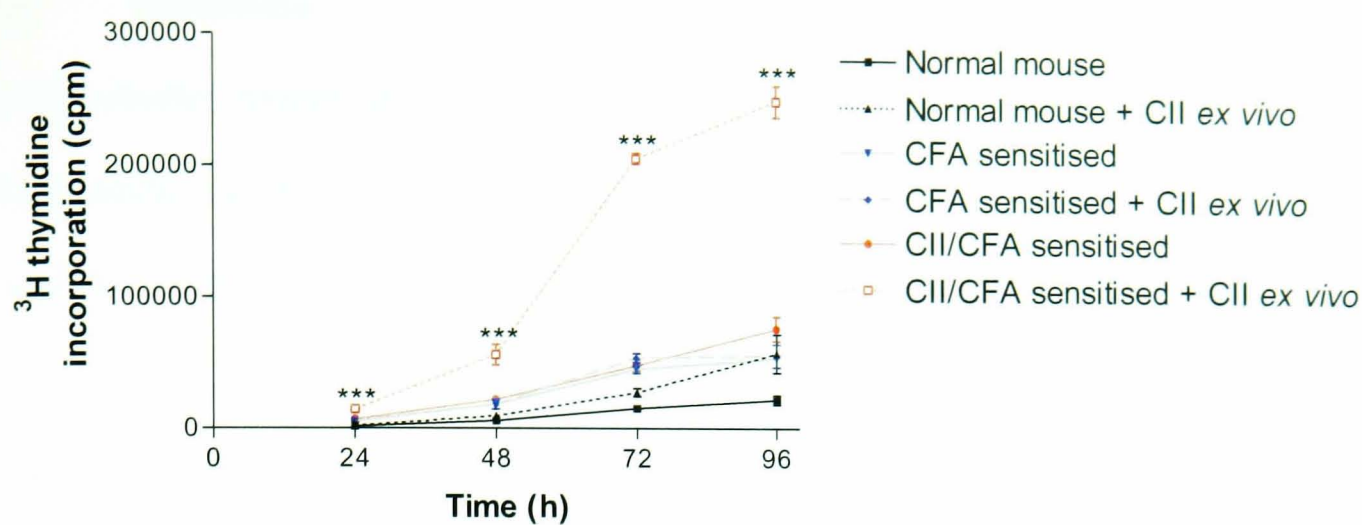 300000
200000
100000
0
³H thymidine
incorporation (cpm)
***
***
***
***
0 24 48 72 96
Time (h)
Normal mouse
Normal mouse + CII ex vivo
CFA sensitised
CFA sensitised + CII ex vivo
CII/CFA sensitised
CII/CFA sensitised + CII ex vivo